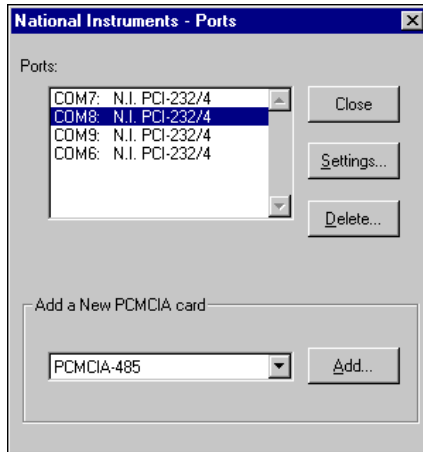 National Instruments - Ports
Ports:
COM7: N.I. PCI-232/4
COM8: N.I. PCI-232/4
COM9: N.I. PCI-232/4
COM6: N.I. PCI-232/4
Close
Settings...
Delete...
Add a New PCMCIA card
PCMCIA-485
Add...